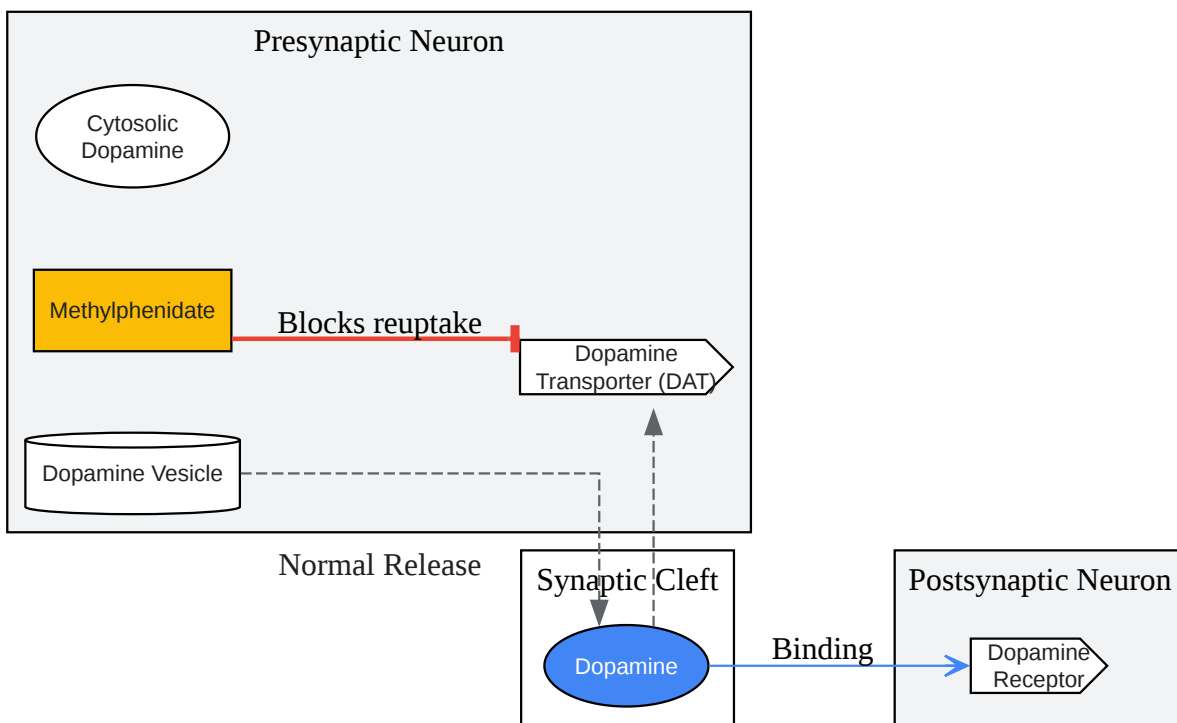 Presynaptic Neuron
Cytosolic
Dopamine
Methylphenidate
Blocks reuptake
Dopamine
Transporter (DAT)
Dopamine Vesicle
Normal Release
Synaptic Cleft
Postsynaptic Neuron
Dopamine
Binding
Dopamine
Receptor